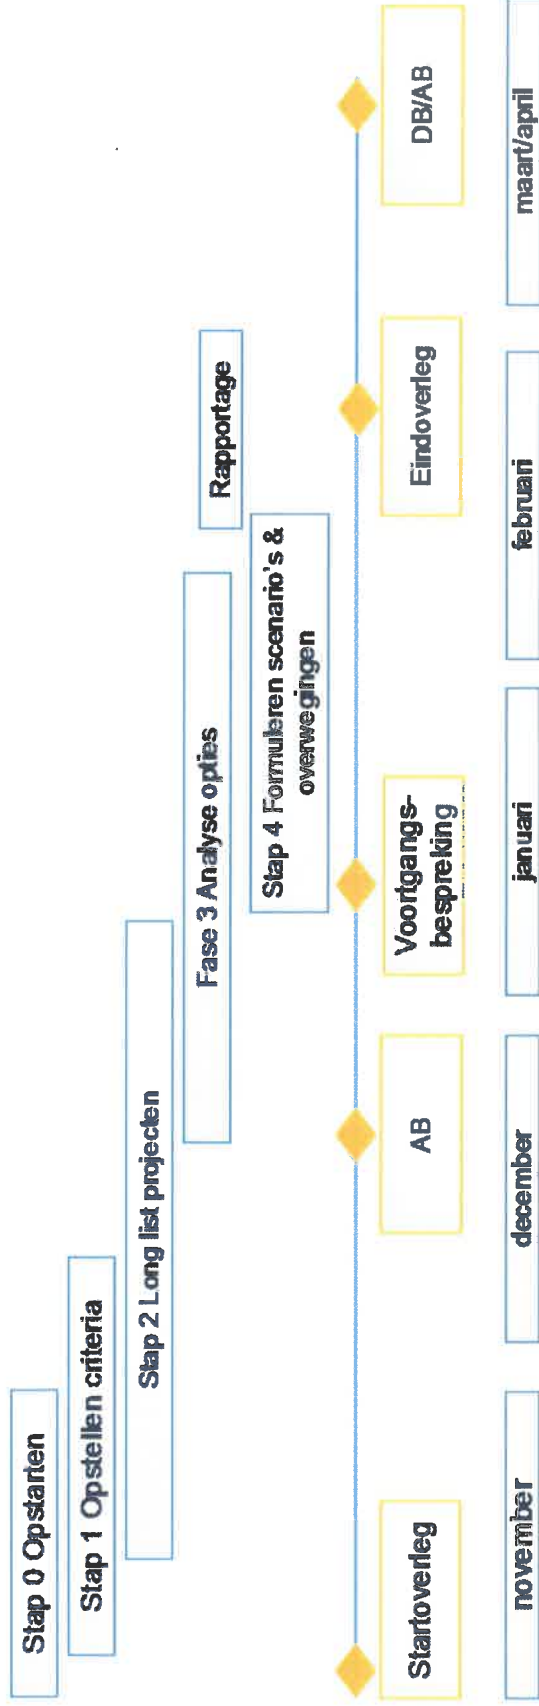 Stap 0 Opstarten
Stap 1 Opstellen criteria
Stap 2 Long list projecten
Fase 3 Analyse opties
Rapportage
Stap 4 Formuleren scenario's &
overwegingen
Startoverleg
AB
Voortgangs-
bespreking
Eindoverleg
DB/AB
november
december
januari
februari
maart/april